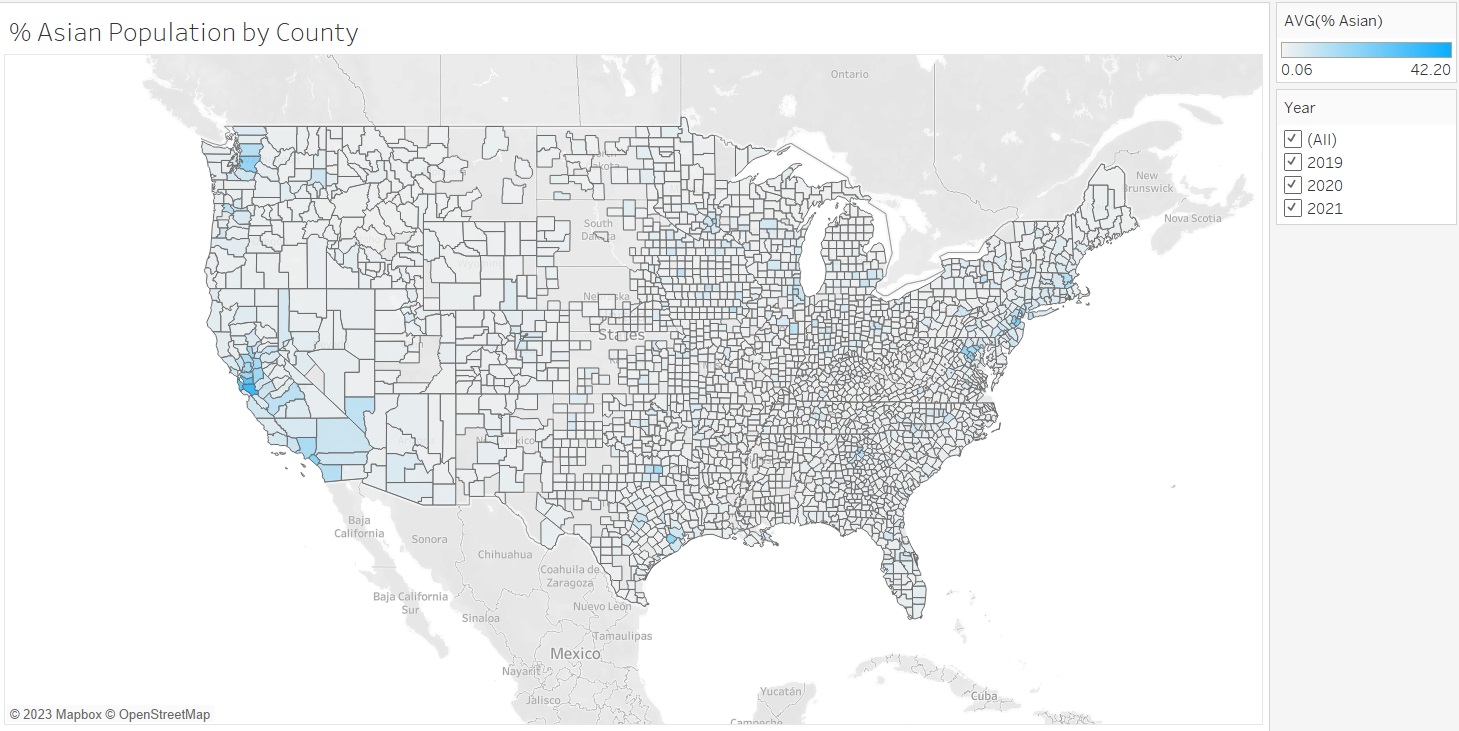 % Asian Population by County
AVG(% Asian)
0.06 42.20
Year
(All)
2019
2020
2021
Ontario
New
Brunswick
Nova Scotia
South
Dakota
Nebraska
States
New Mexico
Baja
California
Sonora
Chihuahua
Coahuila de
Zaragoza
Baja California
Sur
Nuevo León
Sinaloa
Tamaulipas
Mexico
Nayarit
Jalisco
Yucatán
Cuba
Campeche
© 2023 Mapbox © OpenStreetMap